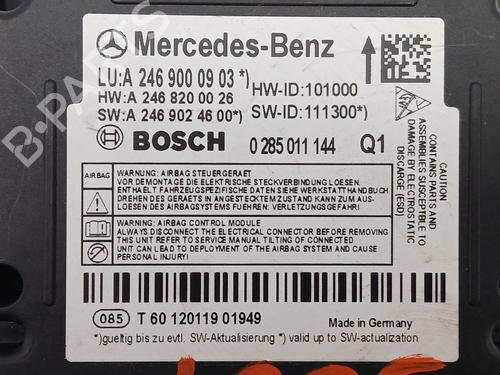 Mercedes-Benz
LU:A 246 900 09 03 *) HW-ID:101000
HW: A 246 820 00 26
SW: A 246 902 46 00*) SW-ID:111300*)
BOSCH 0 285 011 144 Q1
AIRBAG
WARNUNG: AIRBAG STEUERGERAET
VOR DEMONTAGE DIE ELEKTRISCHE STECKVERBINDUNG LOESEN.
ENTHAELT FAHRZEUGSPEZIFISCHE DATEN SIEHE WERKSTATTHANDBUCH
DREHEN DES GERAETS IN ANGESTECKTEM ZUSTAND KANN ZUM AUS-
LOESEN DES AIRBAGSYSTEMS FUEHREN: VERLETZUNGSGEFAHR!
WARNING: AIRBAG CONTROL MODULE
ALWAYS DISCONNECT THE ELECTRICAL CONNECTOR BEFORE REMOVING
THIS UNIT REFER TO SERVICE MANUAL TILTING OF CONNECTED
UNIT CAN LEAD TO DEPLOYMENT OF THE AIRBAG SYSTEM AND CAUSE
PERSONAL INJURY!
CAUTION
CONTAINS PARTS AND
ASSEMBLIES SUSCEPTIBLE TO
DAMAGE BY ELECTROSTATIC
DISCHARGE (ESD)
085 T 60 120119 01949 Made in Germany
*)gueltig bis zu evtl. SW-Aktualisierung *) valid up to SW-actualization